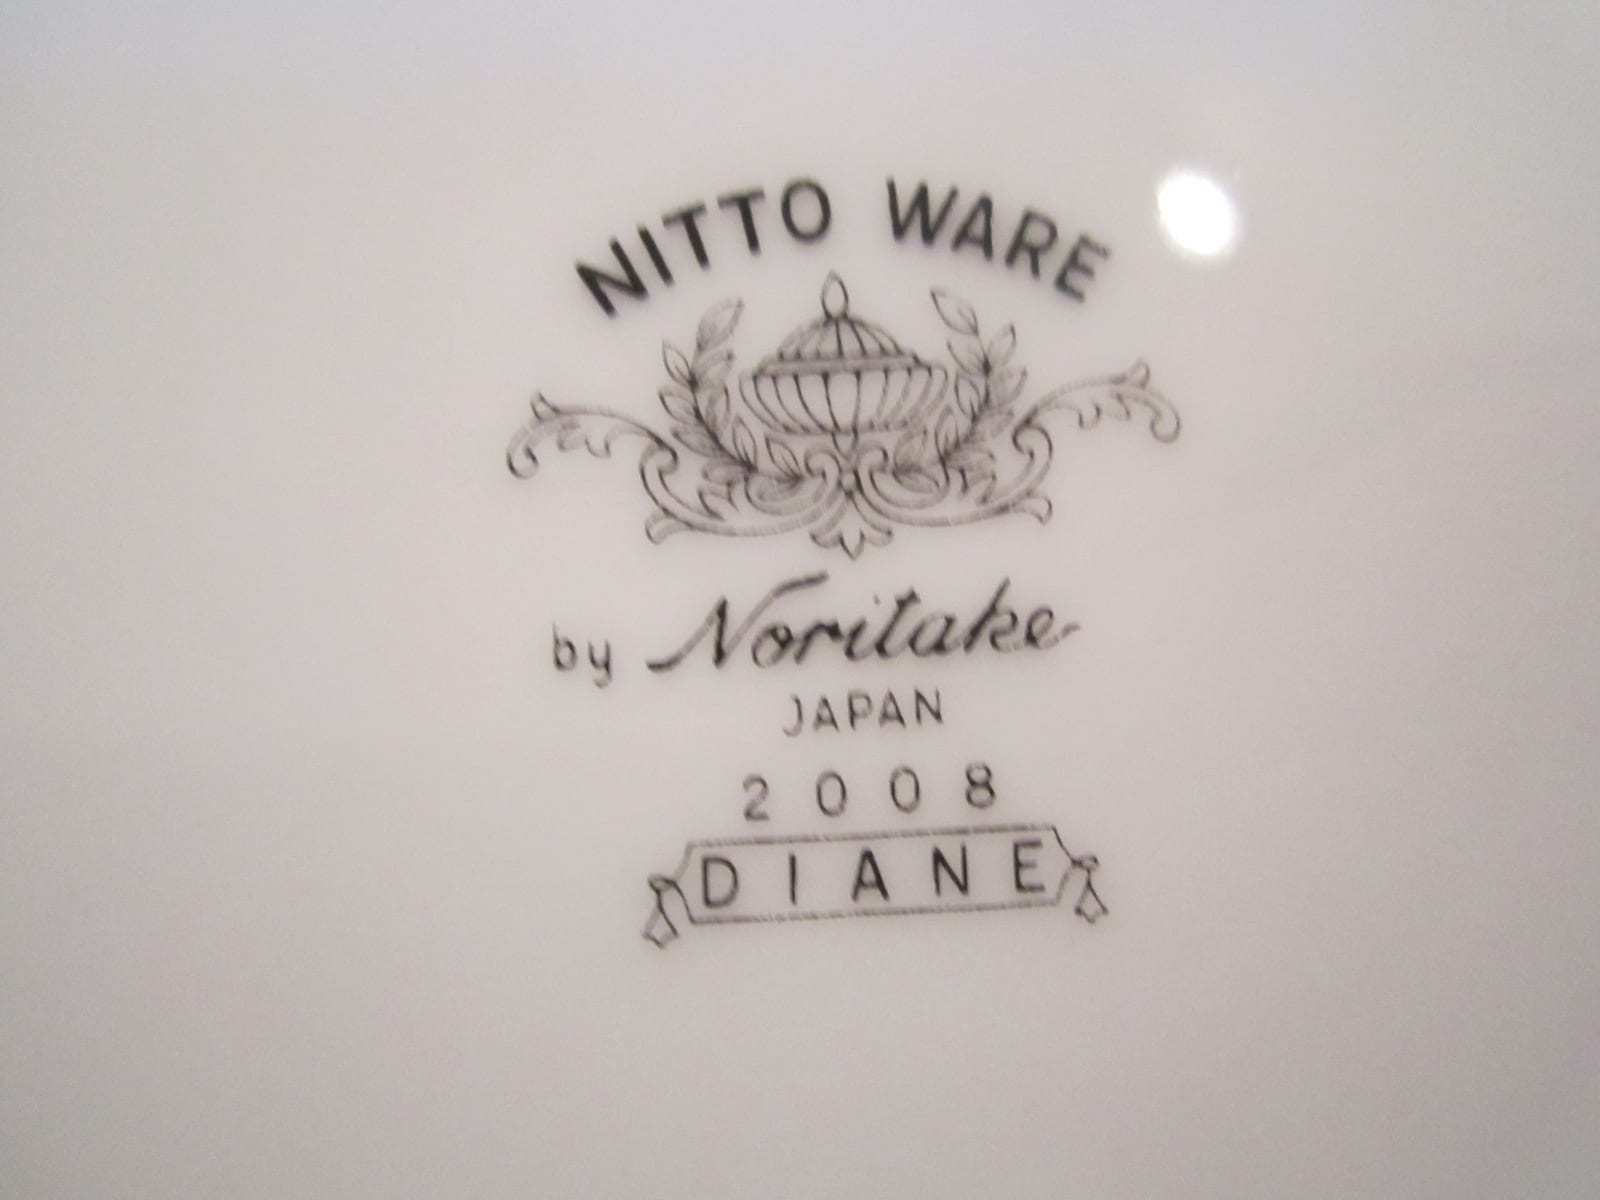 NITTO WARE
by Noritake
JAPAN
2008
DIANE